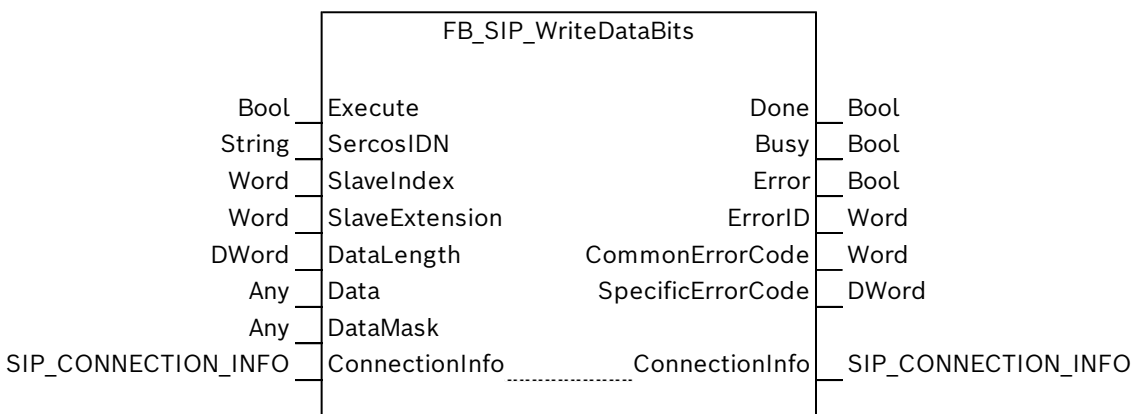 FB_SIP_WriteDataBits
Bool Execute Done Bool
String SercosIDN Busy Bool
Word SlaveIndex Error Bool
Word SlaveExtension ErrorID Word
DWord DataLength CommonErrorCode Word
Any Data SpecificErrorCode DWord
Any DataMask
SIP_CONNECTION_INFO ConnectionInfo ConnectionInfo SIP_CONNECTION_INFO